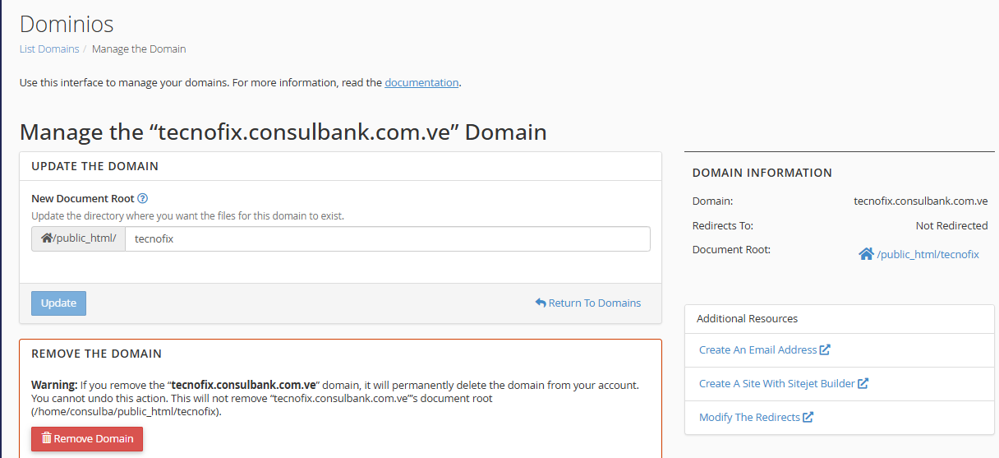 Dominios
List Domains / Manage the Domain
Use this interface to manage your domains. For more information, read the documentation.
Manage the “tecnofix.consulbank.com.ve” Domain
UPDATE THE DOMAIN
New Document Root
Update the directory where you want the files for this domain to exist.
/public_html/ tecnofix
Update
Return To Domains
REMOVE THE DOMAIN
Warning: If you remove the “tecnofix.consulbank.com.ve” domain, it will permanently delete the domain from your account.
You cannot undo this action. This will not remove “tecnofix.consulbank.com.ve”’s document root
(/home/consulba/public_html/tecnofix).
Remove Domain
DOMAIN INFORMATION
Domain: tecnofix.consulbank.com.ve
Redirects To: Not Redirected
Document Root: /public_html/tecnofix
Additional Resources
Create An Email Address
Create A Site With Sitejet Builder
Modify The Redirects